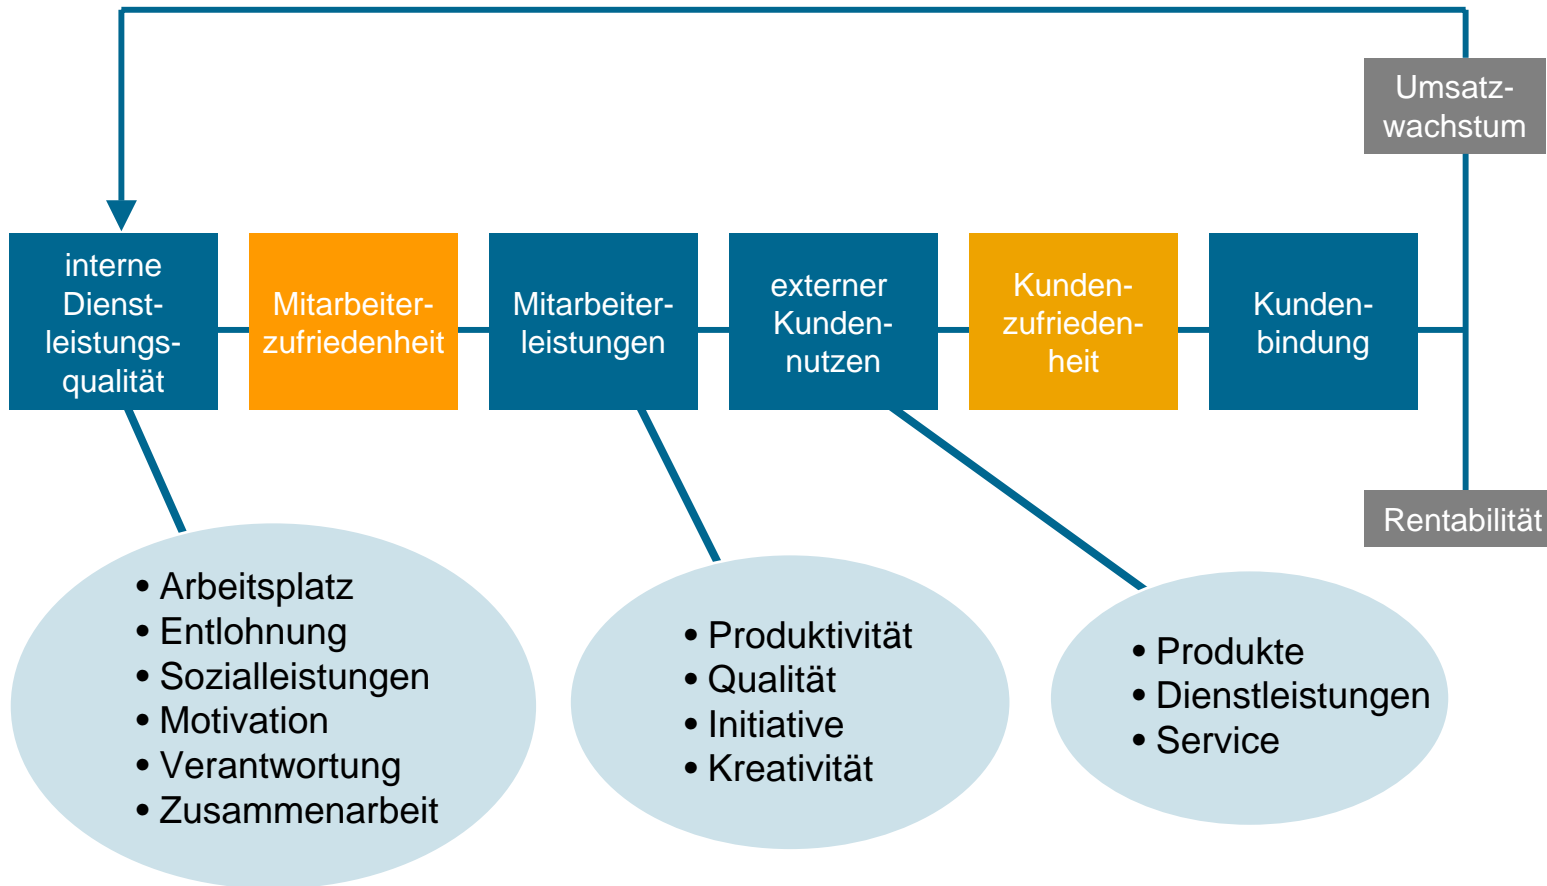 Umsatz-
wachstum
interne
Dienst-
leistungs-
qualität
Mitarbeiter-
zufriedenheit
Mitarbeiter-
leistungen
externer
Kunden-
nutzen
Kunden-
zufrieden-
heit
Kunden-
bindung
Rentabilität
• Arbeitsplatz
• Entlohnung
• Sozialleistungen
• Motivation
• Verantwortung
• Zusammenarbeit
• Produktivität
• Qualität
• Initiative
• Kreativität
• Produkte
• Dienstleistungen
• Service